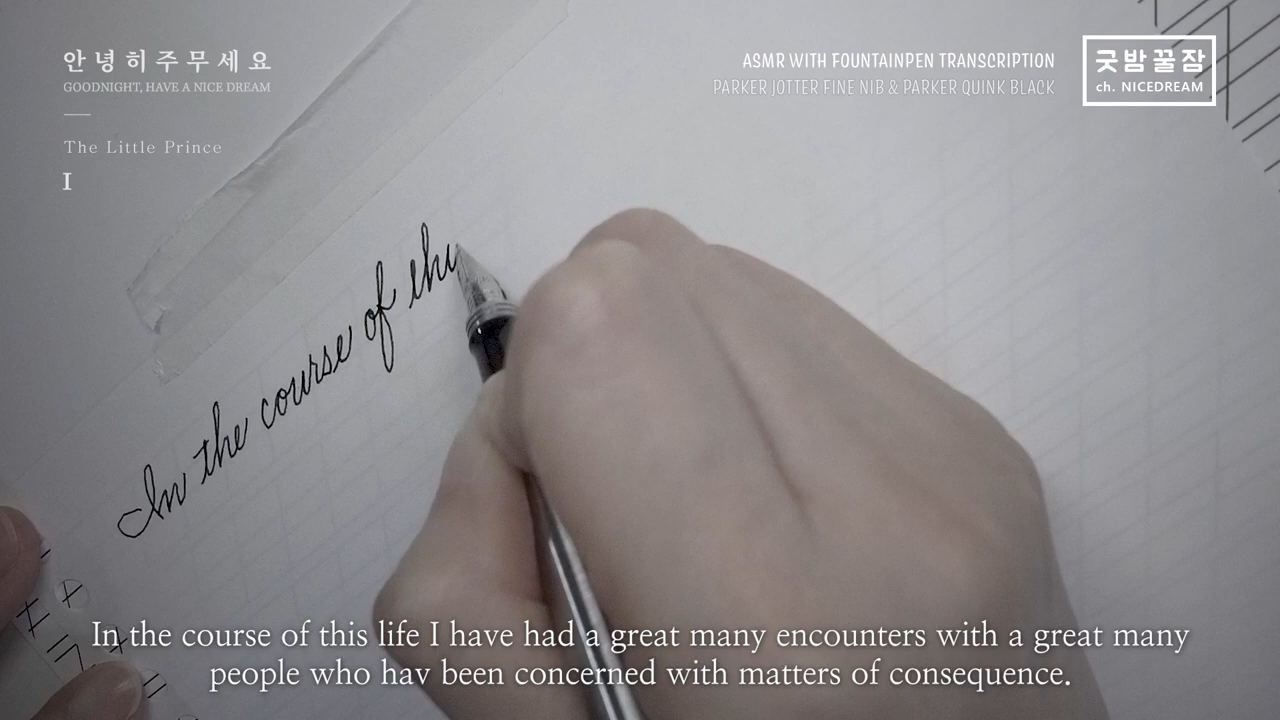 안녕히주무세요
GOODNIGHT, HAVE A NICE DREAM
The Little Prince
I
ASMR WITH FOUNTAINPEN TRANSCRIPTION
PARKER JOTTER FINE NIB & PARKER QUINK BLACK
굿밤꿀잠
ch. NICEDREAM
In the course of thi
In the course of this life I have had a great many encounters with a great many
people who hav been concerned with matters of consequence.